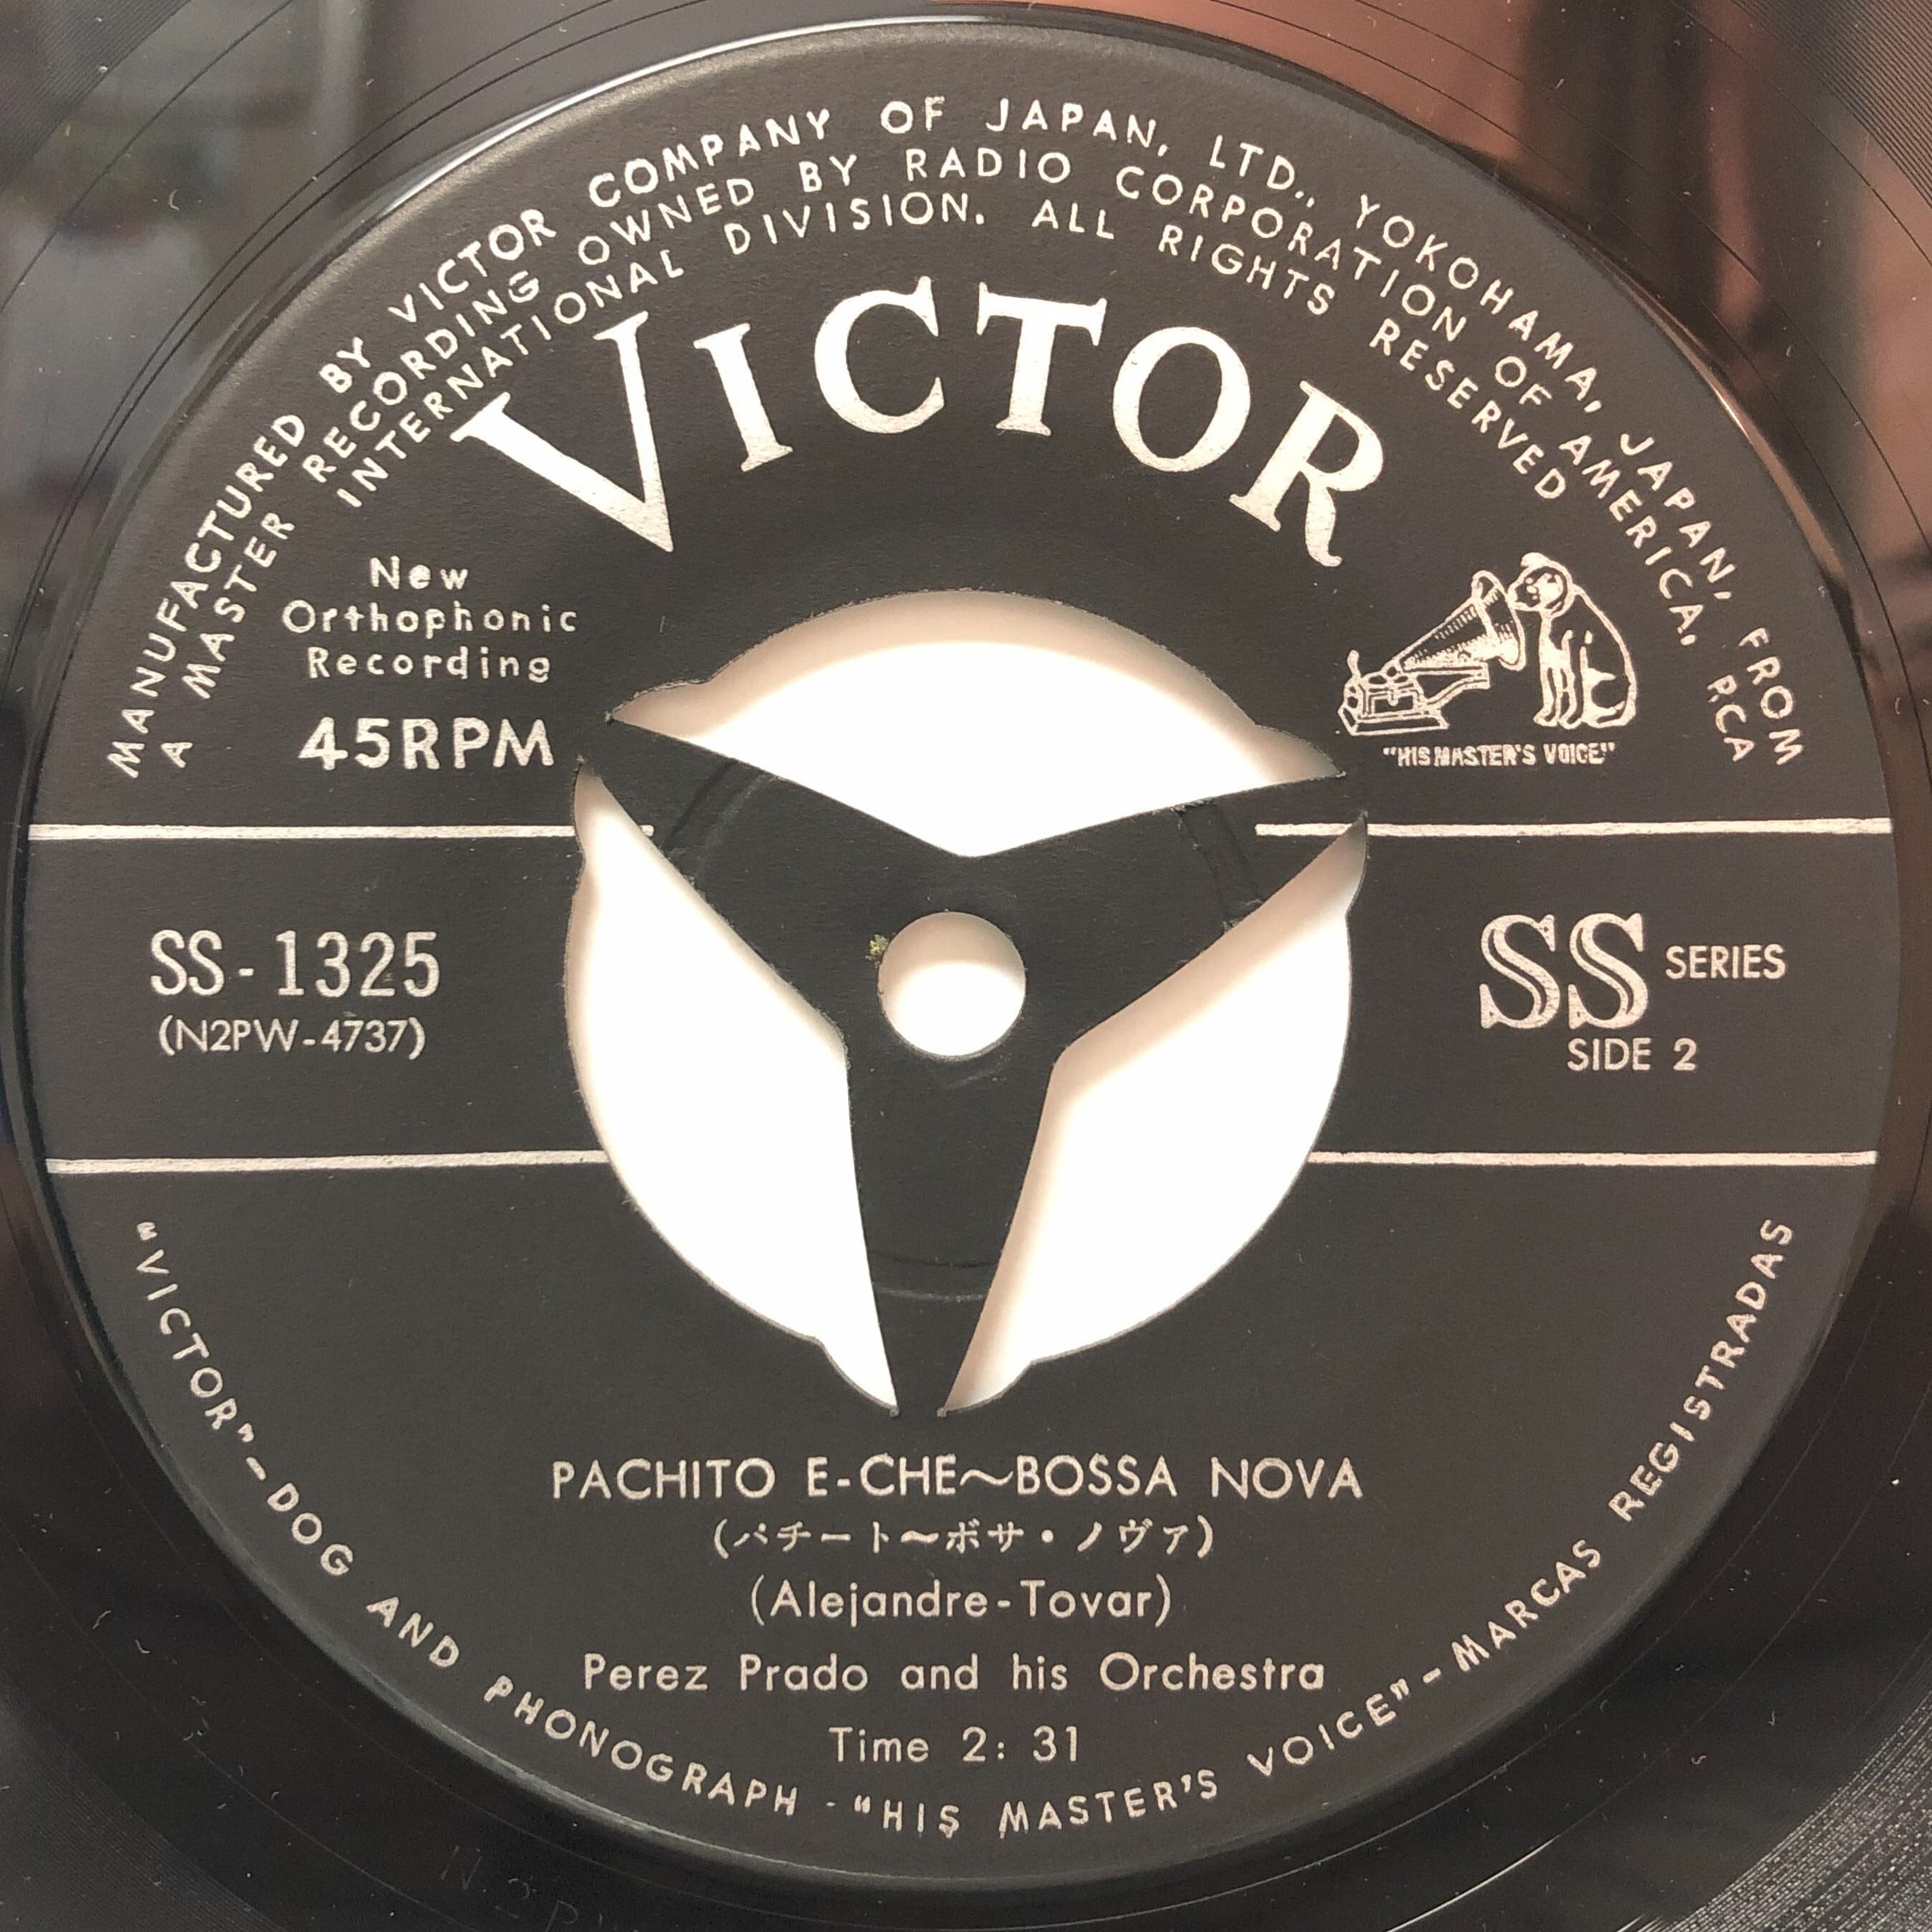 MANUFACTURED BY VICTOR COMPANY OF JAPAN, LTD., YOKOHAMA, JAPAN, FROM
A MASTER RECORDING OWNED BY RADIO CORPORATION OF AMERICA, RCA
INTERNATIONAL DIVISION. ALL RIGHTS RESERVED
VICTOR
New
Orthophonic
Recording
45RPM
"HIS MASTER'S VOICE"
SS-1325
(N2PW-4737)
SS SERIES
SIDE 2
PACHITO E-CHE～BOSSA NOVA
(パチート～ボサ・ノヴァ)
(Alejandre-Tovar)
Perez Prado and his Orchestra
Time 2: 31
"VICTOR"-DOG AND PHONOGRAPH-"HIS MASTER'S VOICE"-MARCAS REGISTRADAS